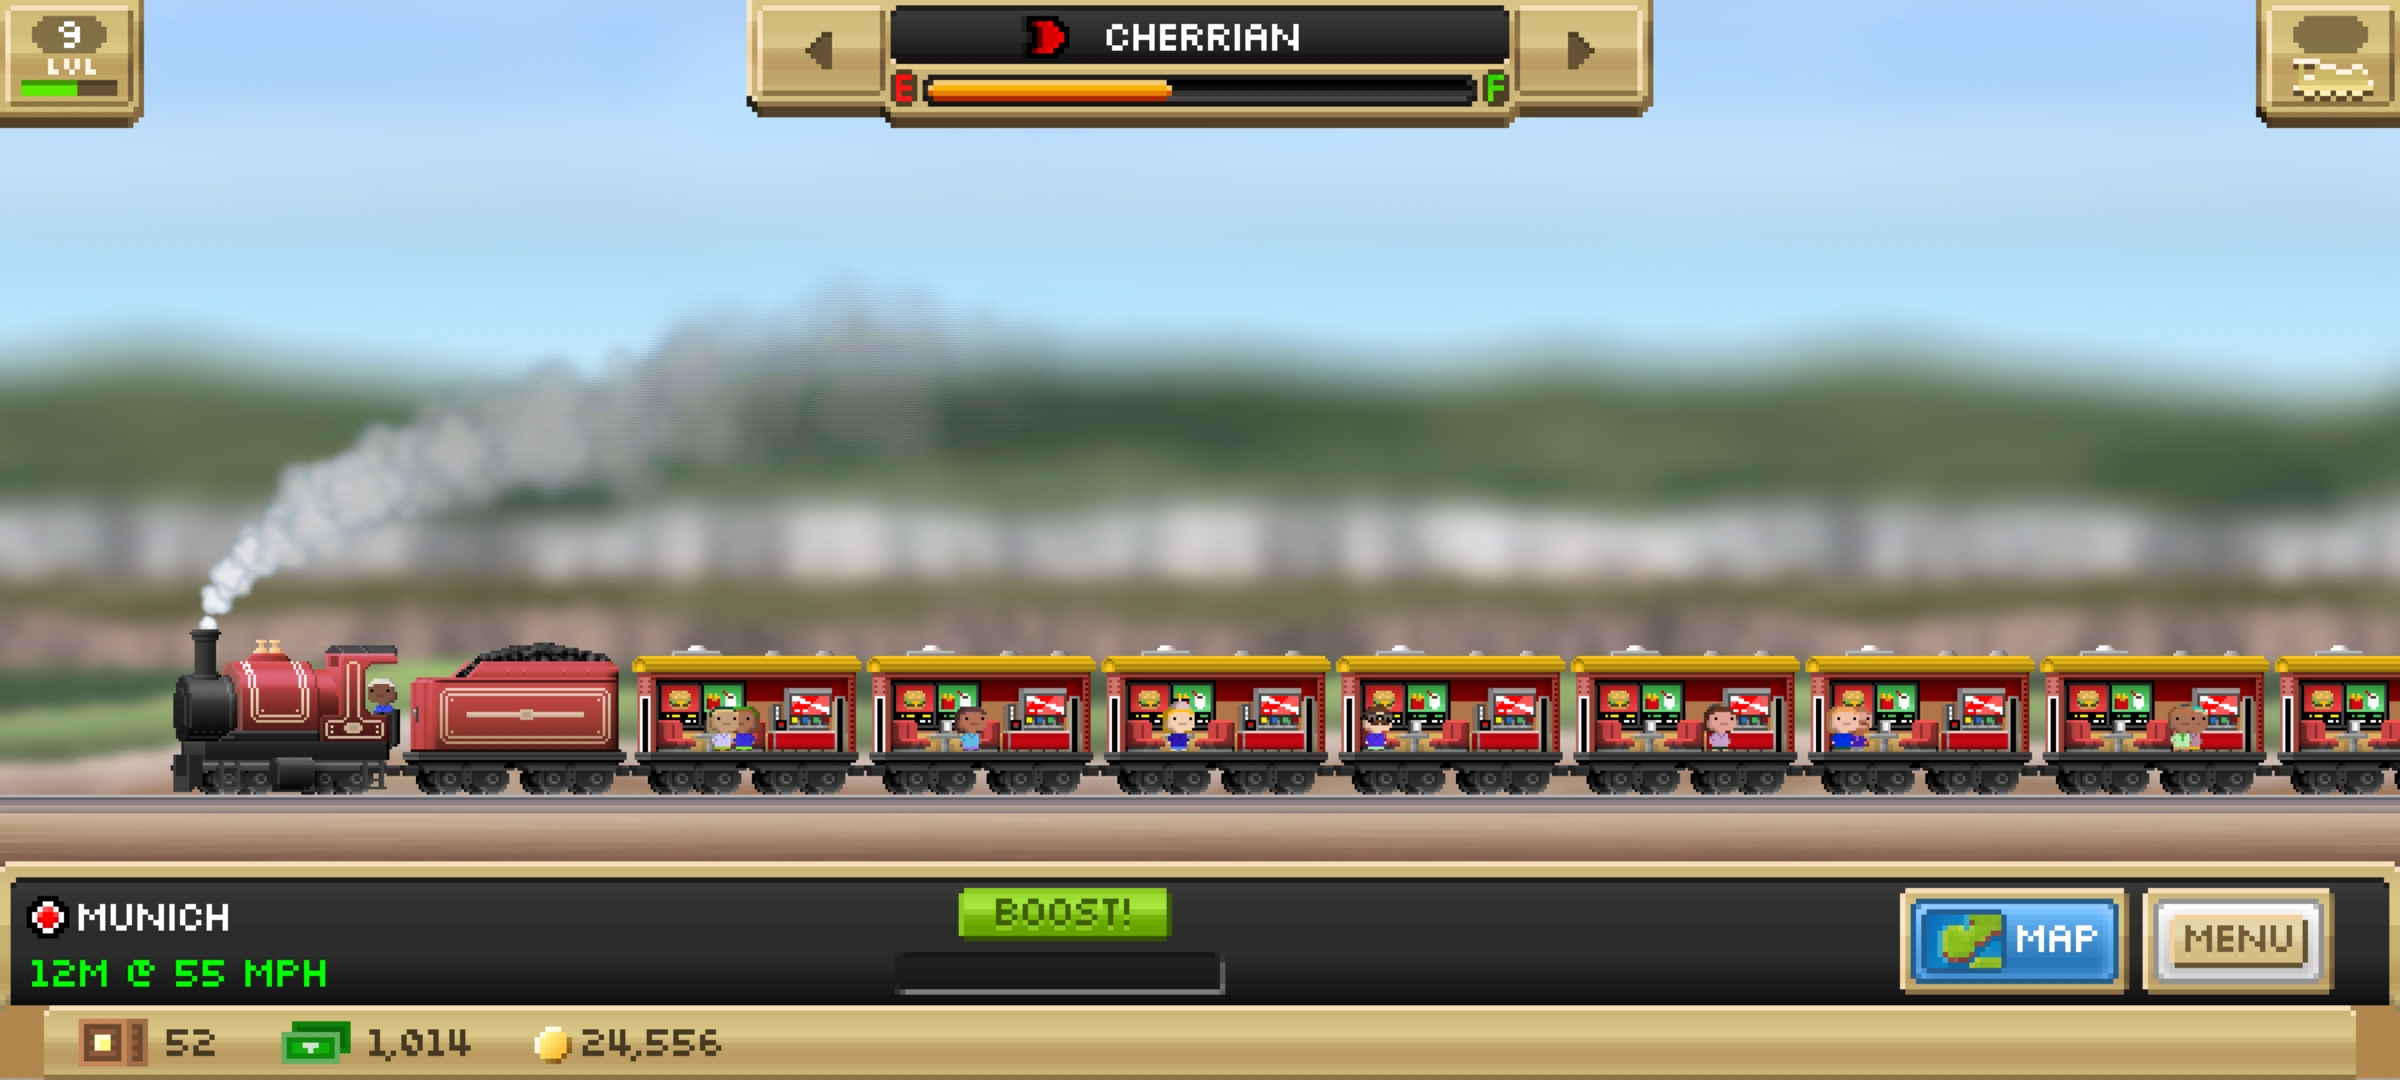 9
LVL
CHERRIAN
E F
MUNICH
12M @ 55 MPH
BOOST!
MAP
MENU
52
1,014
24,556